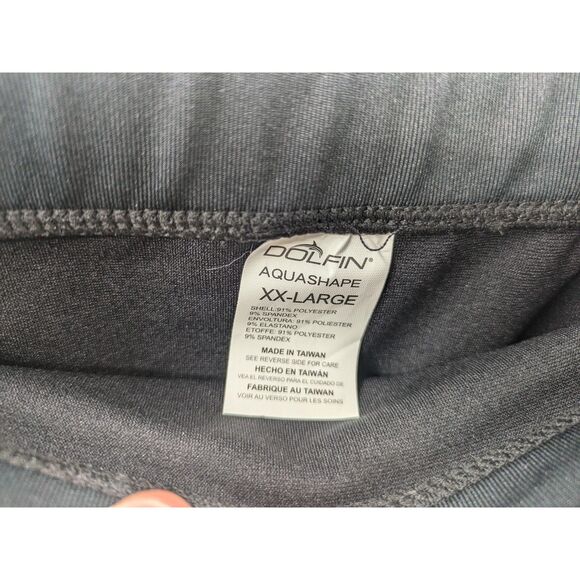 DOLFIN®
AQUASHAPE
XX-LARGE
SHELL:91% POLYESTER
9% SPANDEX
ENVOLTURA: 91% POLIÉSTER
9% ELASTANO:
ETOFFE: 91% POLYESTER
9% SPANDEX
MADE IN TAIWAN
SEE REVERSE SIDE FOR CARE
HECHO EN TAIWAN
VEA EL REVERSO PARA EL CUIDADO DE
FABRIQUE AU TAIWAN
VOIR AU VERSO POUR LES SOINS